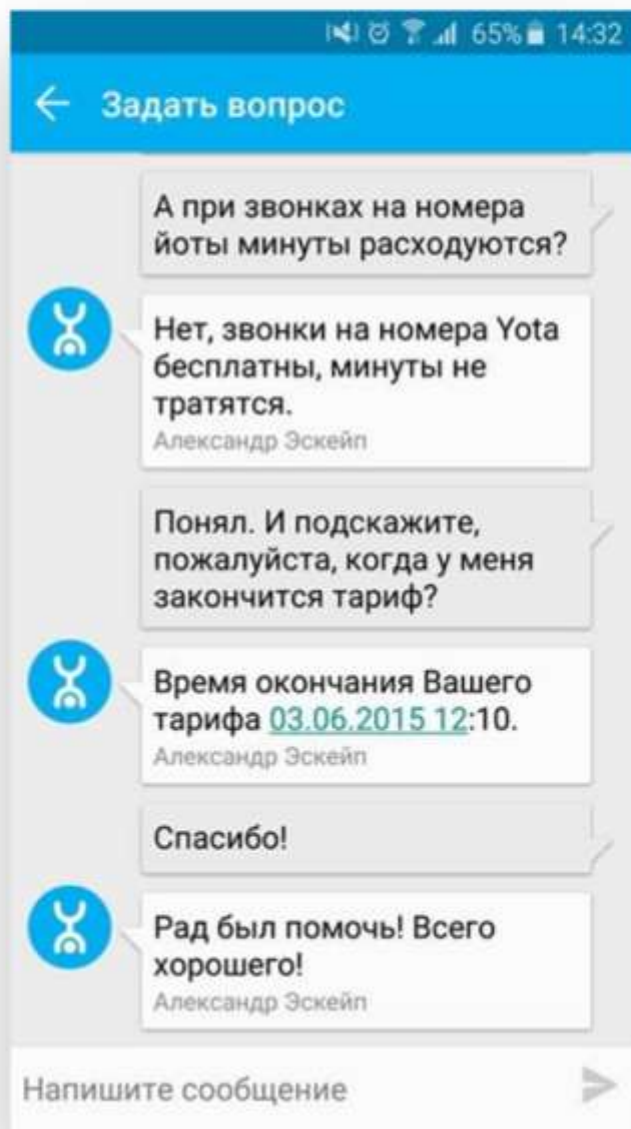 65% 14:32
Задать вопрос
А при звонках на номера
йоты минуты расходуются?
Нет, звонки на номера Yota
бесплатны, минуты не
тратятся.
Александр Эскейп
Понял. И подскажите,
пожалуйста, когда у меня
закончится тариф?
Время окончания Вашего
тарифа 03.06.2015 12:10.
Александр Эскейп
Спасибо!
Рад был помочь! Всего
хорошего!
Александр Эскейп
Напишите сообщение